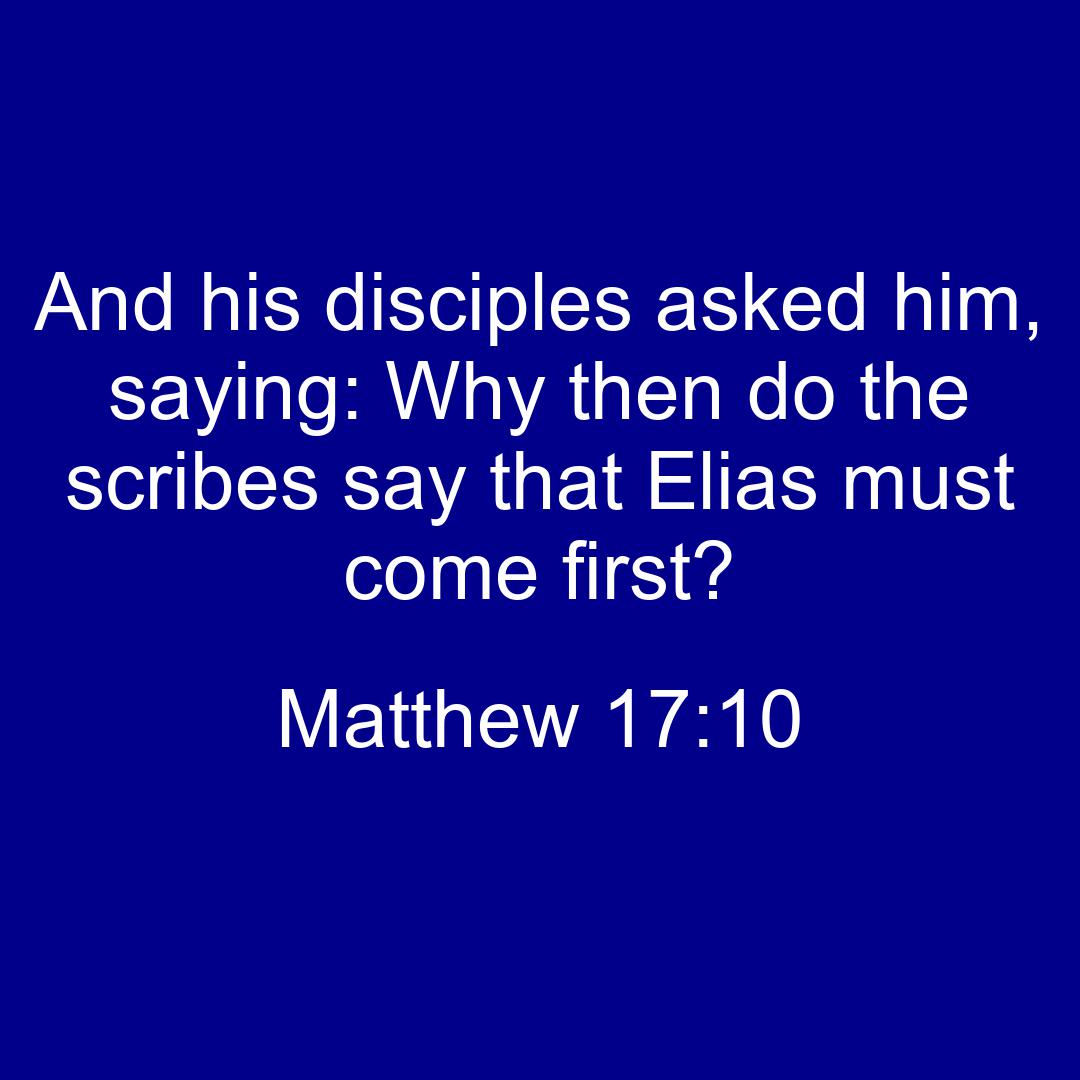 And his disciples asked him,
saying: Why then do the
scribes say that Elias must
come first?
Matthew 17:10